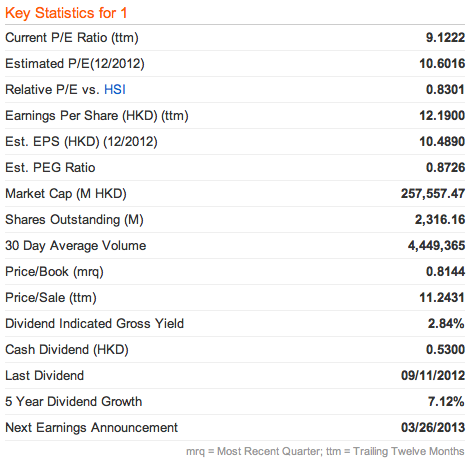 Key Statistics for 1
Current P/E Ratio (ttm) 9.1222
Estimated P/E(12/2012) 10.6016
Relative P/E vs. HSI 0.8301
Earnings Per Share (HKD) (ttm) 12.1900
Est. EPS (HKD) (12/2012) 10.4890
Est. PEG Ratio 0.8726
Market Cap (M HKD) 257,557.47
Shares Outstanding (M) 2,316.16
30 Day Average Volume 4,449,365
Price/Book (mrq) 0.8144
Price/Sale (ttm) 11.2431
Dividend Indicated Gross Yield 2.84%
Cash Dividend (HKD) 0.5300
Last Dividend 09/11/2012
5 Year Dividend Growth 7.12%
Next Earnings Announcement 03/26/2013
mrq = Most Recent Quarter; ttm = Trailing Twelve Months